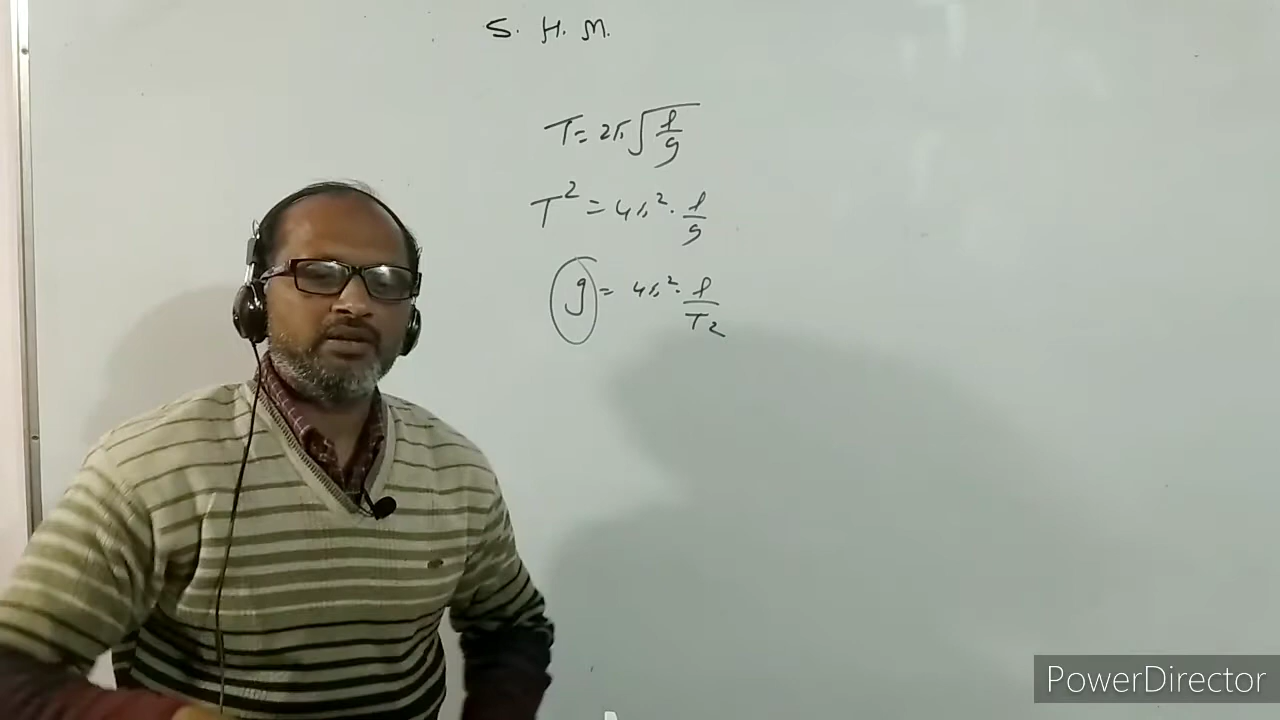 S. H. M.
T = 2π√(l/g)
T² = 4π² · l/g
g = 4π² · l/T²
PowerDirector